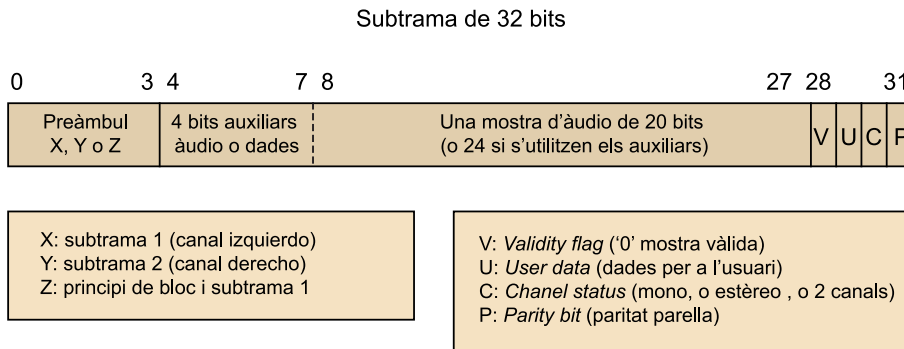 Subtrama de 32 bits
0 3 4 7 8 27 28 31
Preàmbul
X, Y o Z
4 bits auxiliars
àudio o dades
Una mostra d'àudio de 20 bits
(o 24 si s'utilitzen els auxiliars)
V U C P
X: subtrama 1 (canal izquierdo)
Y: subtrama 2 (canal derecho)
Z: principi de bloc i subtrama 1
V: Validity flag ('0' mostra vàlida)
U: User data (dades per a l'usuari)
C: Chanel status (mono, o estèreo , o 2 canals)
P: Parity bit (paritat parella)